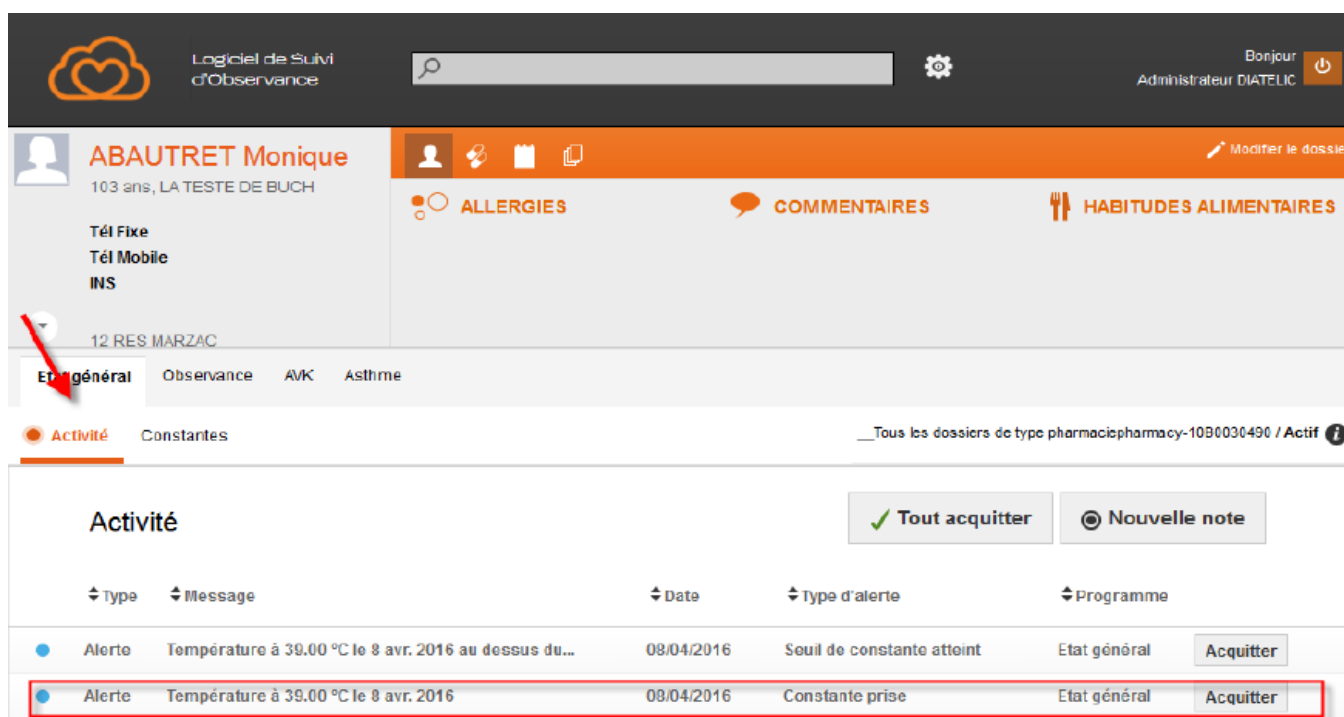 Logiciel de Suivi
d'Observance
Bonjour
Administrateur DIATELIC
ABAUTRET Monique
103 ans, LA TESTE DE BUCH
Tél Fixe
Tél Mobile
INS
12 RES MARZAC
Modifier le dossie
ALLERGIES
COMMENTAIRES
HABITUDES ALIMENTAIRES
Etat général Observance AVK Asthme
Activité Constantes
__Tous les dossiers de type pharmaciepharmacy-10B0030490 / Actif
Activité
Tout acquitter
Nouvelle note
Type Message Date Type d'alerte Programme
Alerte Température à 39.00 °C le 8 avr. 2016 au dessus du... 08/04/2016 Seuil de constante atteint Etat général Acquitter
Alerte Température à 39.00 °C le 8 avr. 2016 08/04/2016 Constante prise Etat général Acquitter